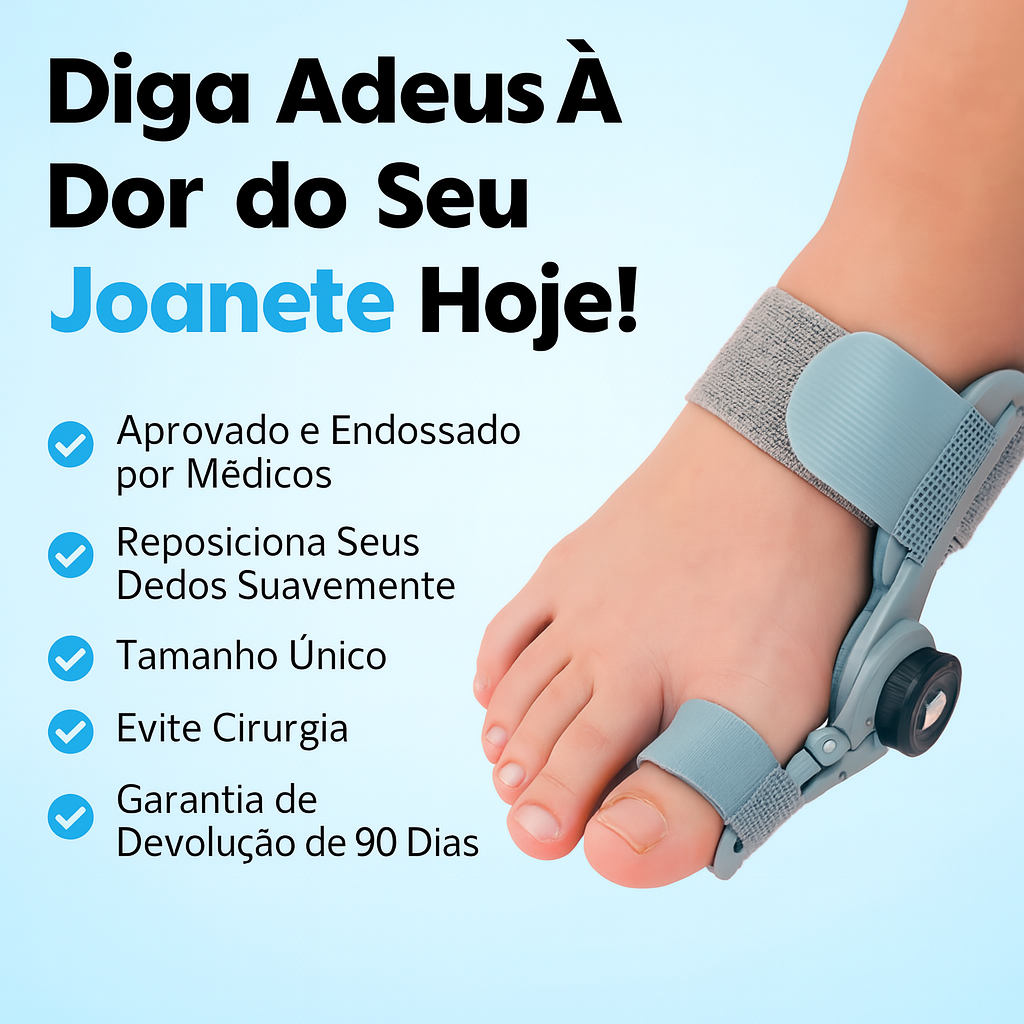 Diga Adeus À
Dor do Seu
Joanete Hoje!
Aprovado e Endossado
por Mẽdicos
Reposiciona Seus
Dedos Suavemente
Tamanho Único
Evite Cirurgia
Garantia de
Devolução de 90 Dias